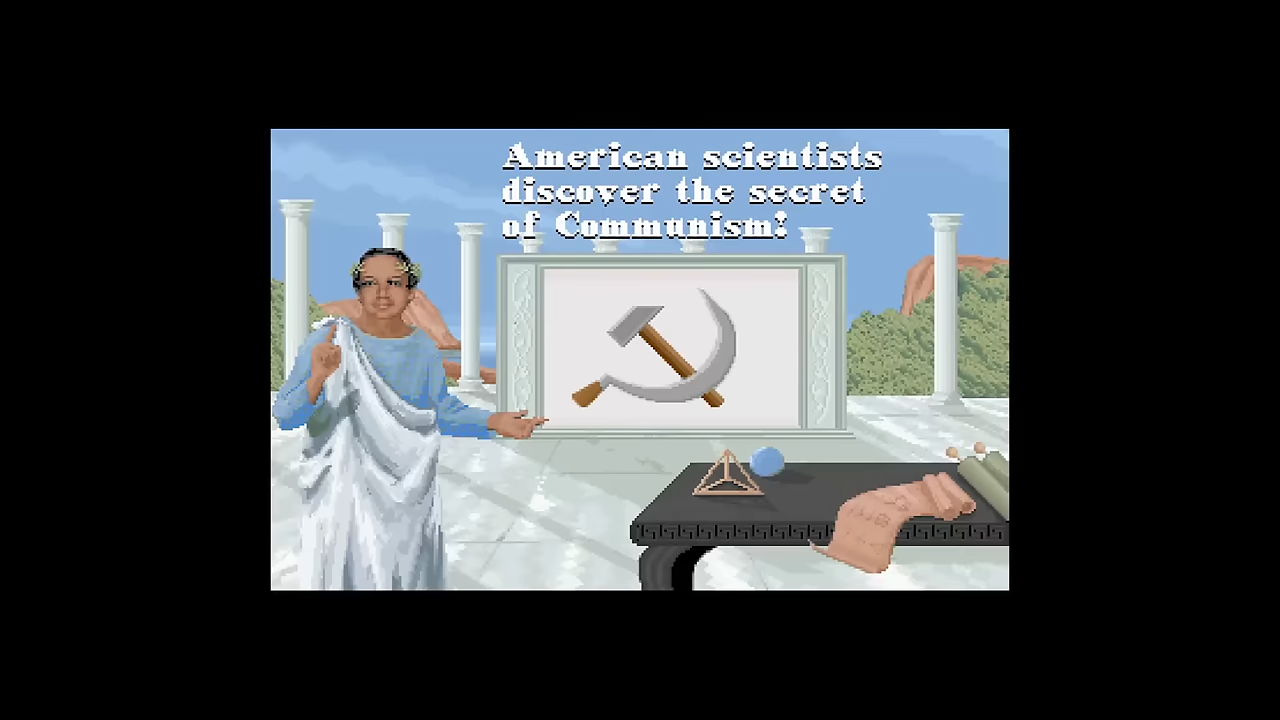 American scientists
discover the secret
of Communism!